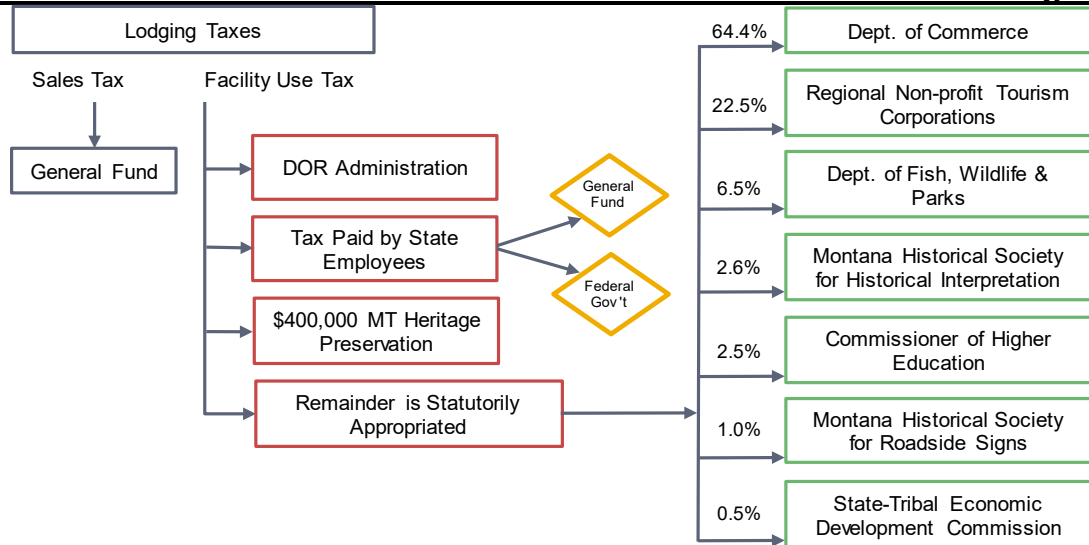 Lodging Taxes
Sales Tax
Facility Use Tax
General Fund
DOR Administration
Tax Paid by State
Employees
General
Fund
Federal
Gov't
$400,000 MT Heritage
Preservation
Remainder is Statutorily
Appropriated
64.4%
Dept. of Commerce
22.5%
Regional Non-profit Tourism
Corporations
6.5%
Dept. of Fish, Wildlife &
Parks
2.6%
Montana Historical Society
for Historical Interpretation
2.5%
Commissioner of Higher
Education
1.0%
Montana Historical Society
for Roadside Signs
0.5%
State-Tribal Economic
Development Commission